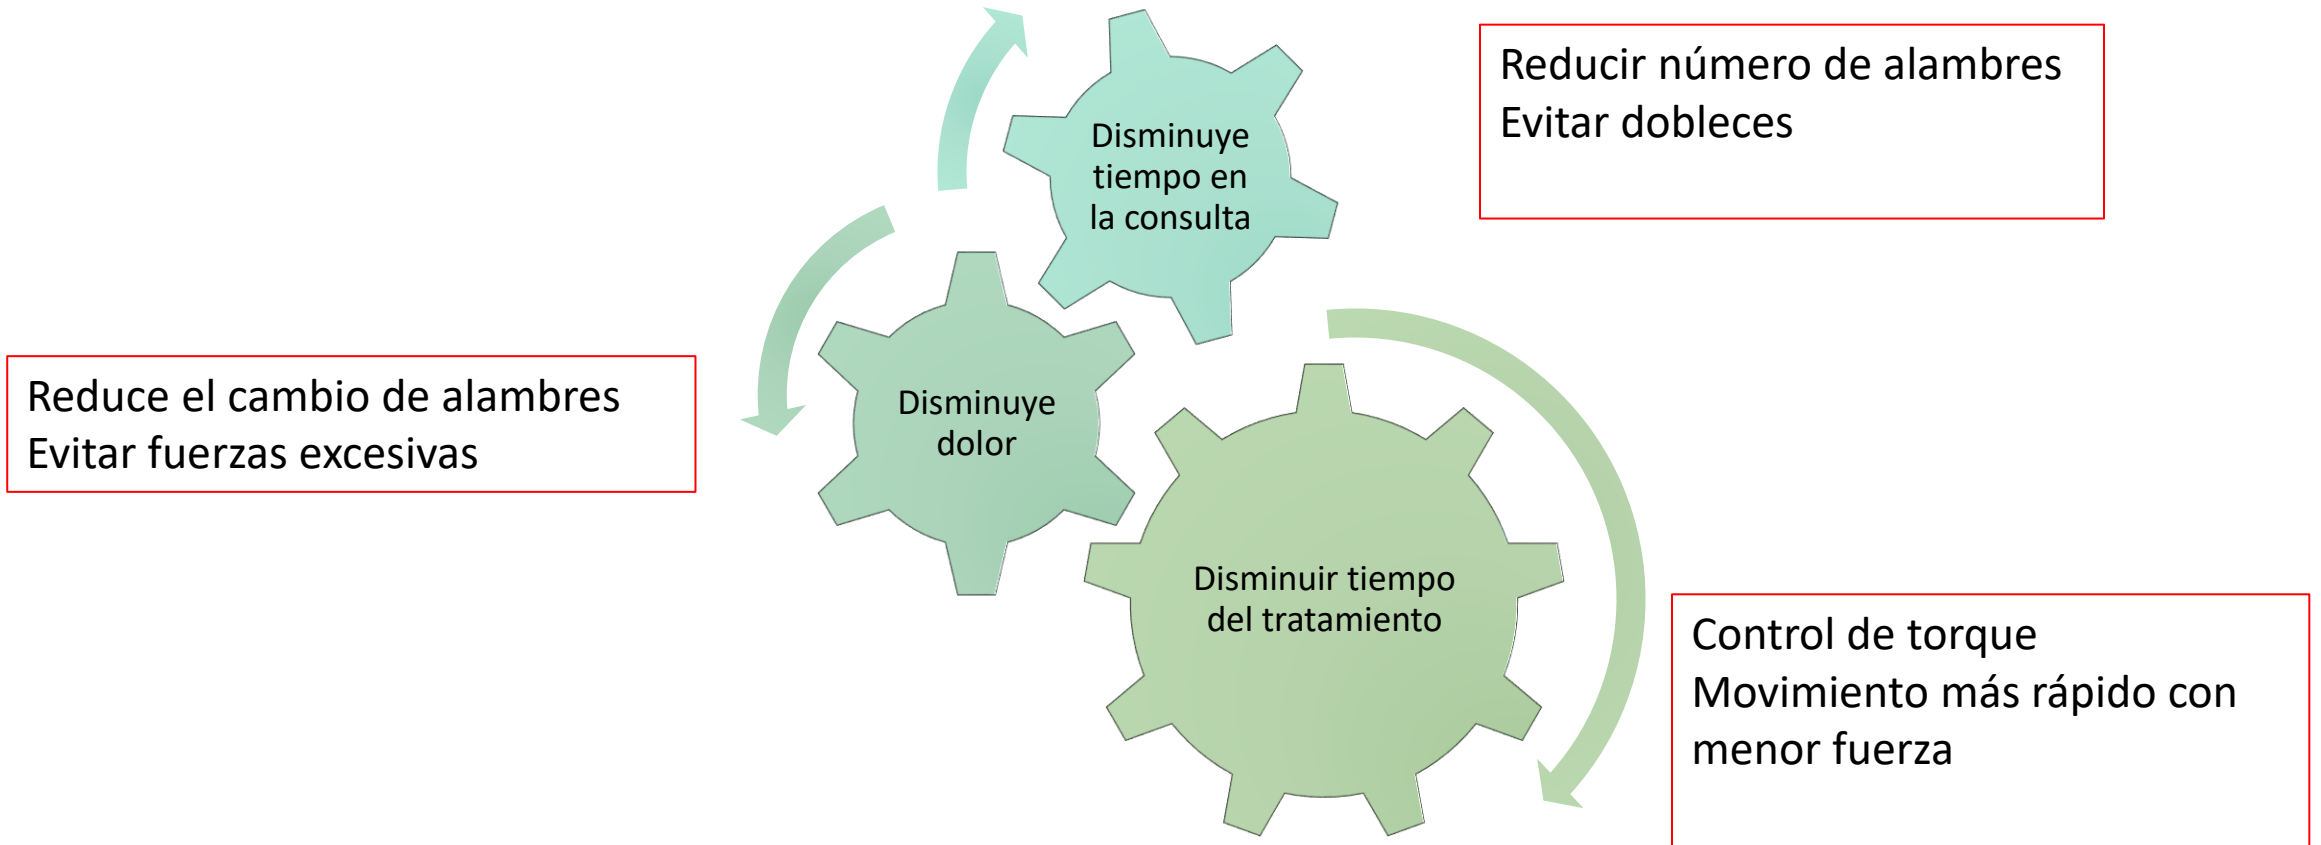 Reducir número de alambres
Evitar dobleces
Disminuye
tiempo en
la consulta
Reduce el cambio de alambres
Evitar fuerzas excesivas
Disminuye
dolor
Disminuir tiempo
del tratamiento
Control de torque
Movimiento más rápido con
menor fuerza